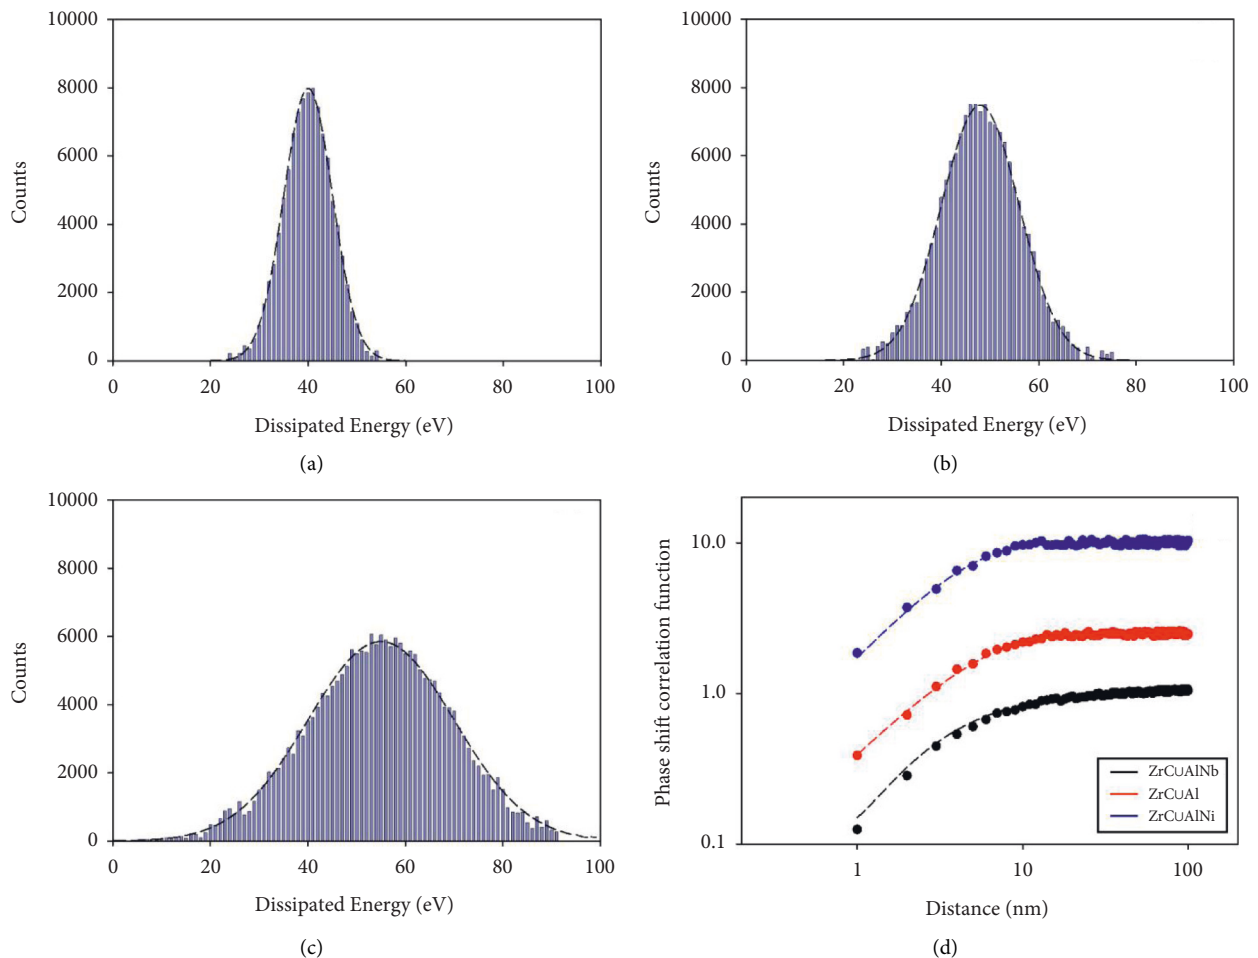 10000
8000
6000
4000
2000
0
Counts
0 20 40 60 80 100
Dissipated Energy (eV)
(a)
10000
8000
6000
4000
2000
0
Counts
0 20 40 60 80 100
Dissipated Energy (eV)
(b)
10000
8000
6000
4000
2000
0
Counts
0 20 40 60 80 100
Dissipated Energy (eV)
(c)
10.0
1.0
0.1
Phase shift correlation function
ZrCuAlNb
ZrCuAl
ZrCuAlNi
1 10 100
Distance (nm)
(d)